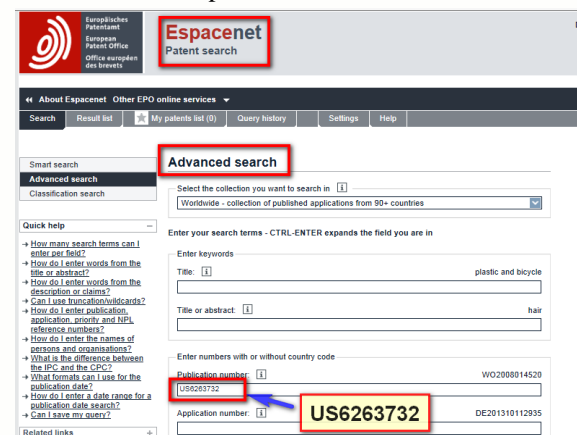 Europäisches
Patentamt
European
Patent Office
Office européen
des brevets
Espacenet
Patent search
About Espacenet Other EPO online services
Search Result list My patents list (0) Query history Settings Help
Smart search
Advanced search
Classification search
Quick help
How many search terms can I
enter per field?
How do I enter words from the
title or abstract?
How do I enter words from the
description or claims?
Can I use truncation/wildcards?
How do I enter publication,
application, priority and NPL
reference numbers?
How do I enter the names of
persons and organisations?
What is the difference between
the IPC and the CPC?
What formats can I use for the
publication date?
How do I enter a date range for a
publication date search?
Can I save my query?
Related links
Advanced search
Select the collection you want to search in
Worldwide - collection of published applications from 90+ countries
Enter your search terms - CTRL-ENTER expands the field you are in
Enter keywords
Title: plastic and bicycle
Title or abstract: hair
Enter numbers with or without country code
Publication number: WO2008014520
US6263732
US6263732
Application number: DE201310112935